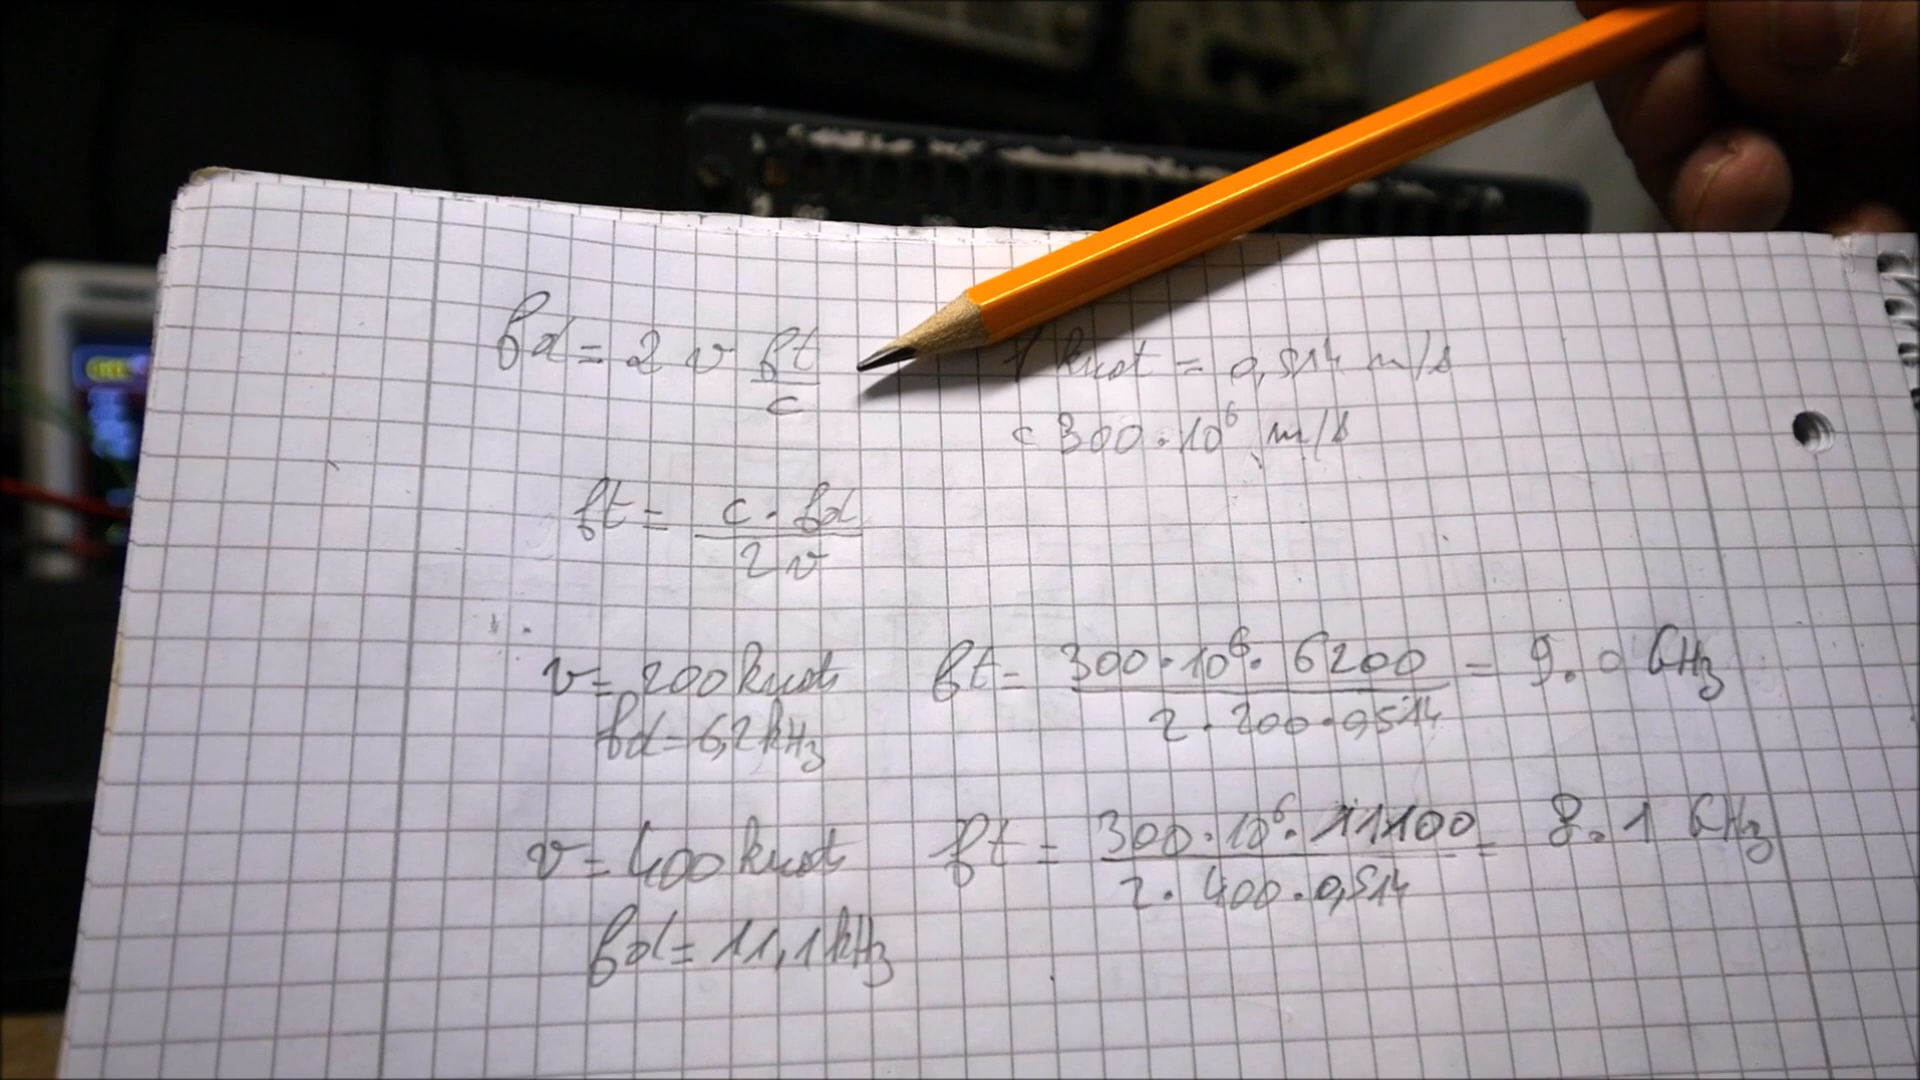 fd = 2 v ft/c
1 knot = 0,514 m/s
c 300·10⁶ m/s
ft = c·fd / 2v
v = 200 knots ft = 300·10⁶·6200 / 2·200·0,514 = 9.0 GHz
fd = 6,2 kHz
v = 400 knots ft = 300·10⁶·11100 / 2·400·0,514 = 8.1 GHz
fd = 11,1 kHz